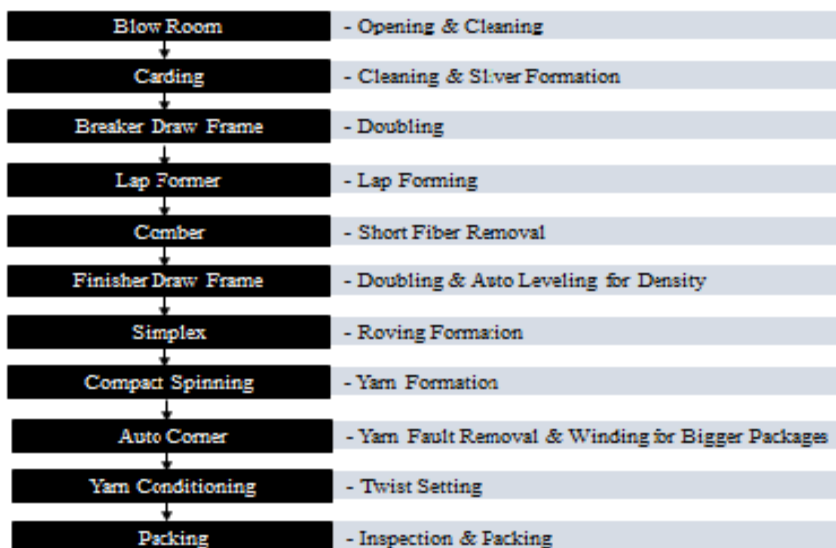 Blow Room - Opening & Cleaning
Carding - Cleaning & Sliver Formation
Breaker Draw Frame - Doubling
Lap Former - Lap Forming
Comber - Short Fiber Removal
Finisher Draw Frame - Doubling & Auto Leveling for Density
Simplex - Roving Formation
Compact Spinning - Yarn Formation
Auto Corner - Yarn Fault Removal & Winding for Bigger Packages
Yarn Conditioning - Twist Setting
Packing - Inspection & Packing